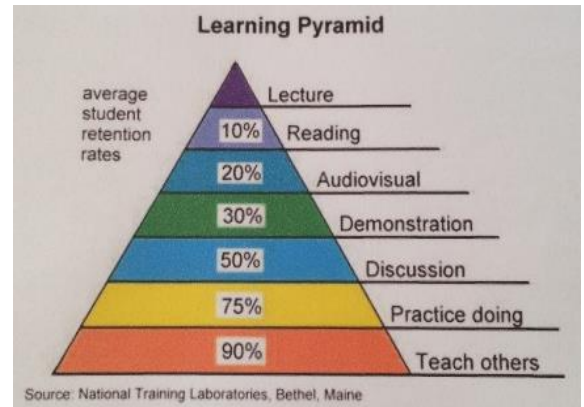 Learning Pyramid
average
student
retention
rates
Lecture
10% Reading
20% Audiovisual
30% Demonstration
50% Discussion
75% Practice doing
90% Teach others
Source: National Training Laboratories, Bethel, Maine